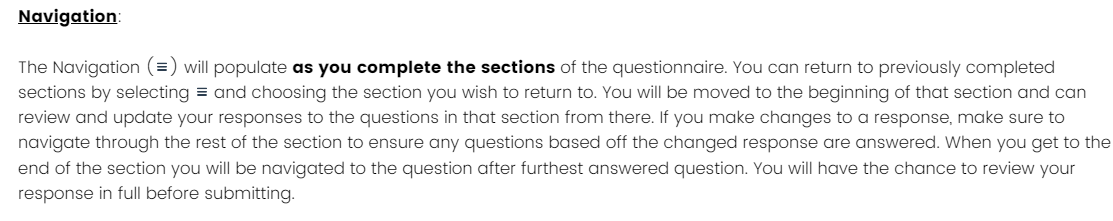 Navigation:
The Navigation (≡) will populate as you complete the sections of the questionnaire. You can return to previously completed
sections by selecting ≡ and choosing the section you wish to return to. You will be moved to the beginning of that section and can
review and update your responses to the questions in that section from there. If you make changes to a response, make sure to
navigate through the rest of the section to ensure any questions based off the changed response are answered. When you get to the
end of the section you will be navigated to the question after furthest answered question. You will have the chance to review your
response in full before submitting.